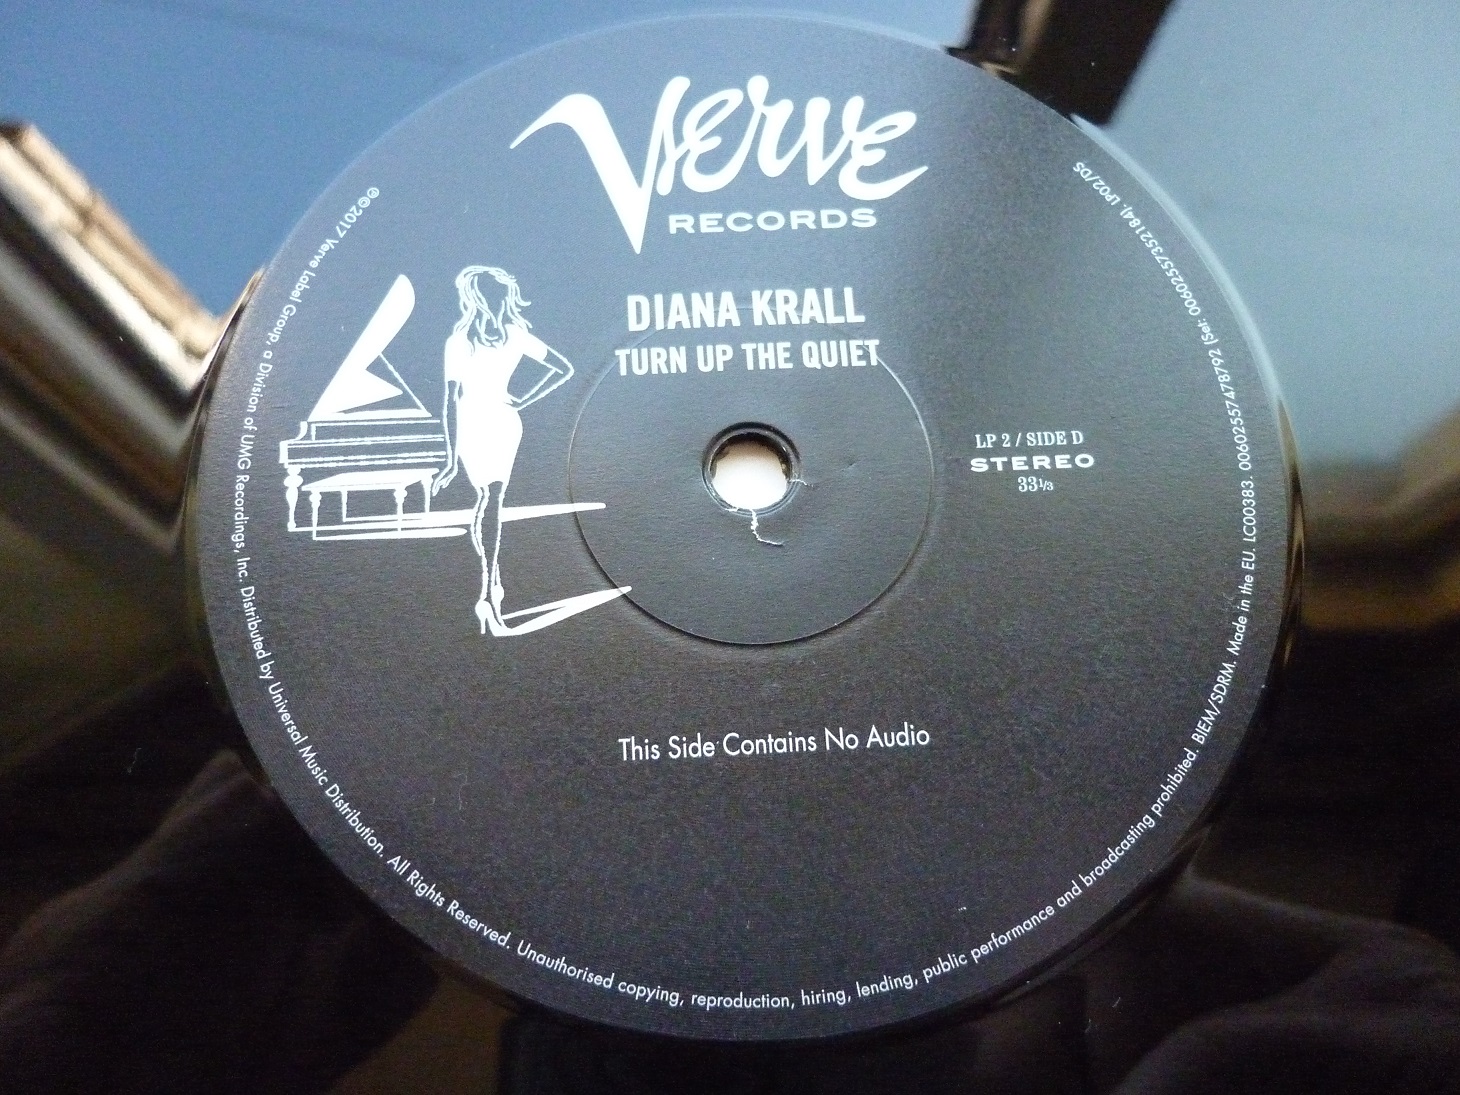 Verve
RECORDS
DIANA KRALL
TURN UP THE QUIET
LP 2 / SIDE D
STEREO
33⅓
This Side Contains No Audio
℗©2017 Verve Label Group, a Division of UMG Recordings, Inc. Distributed by Universal Music Distribution. All Rights Reserved. Unauthorised copying, reproduction, hiring, lending, public performance and broadcasting prohibited. BIEM/SDRM. Made in the EU. LC00383. 00602557478792 (Set: 00602557352184). LP02/DS